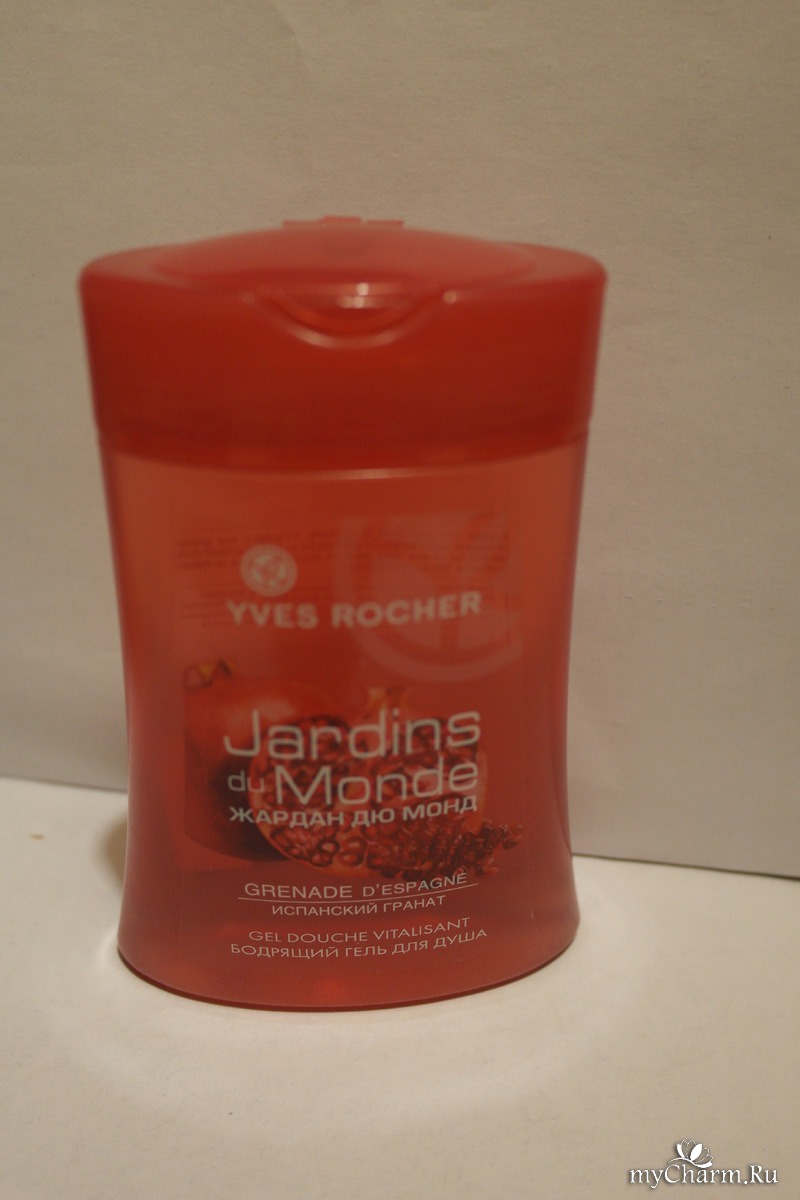 YVES ROCHER
Jardins
du Monde
ЖАРДАН ДЮ МОНД
GRENADE D'ESPAGNE
ИСПАНСКИЙ ГРАНАТ
GEL DOUCHE VITALISANT
БОДРЯЩИЙ ГЕЛЬ ДЛЯ ДУША
myCharm.Ru